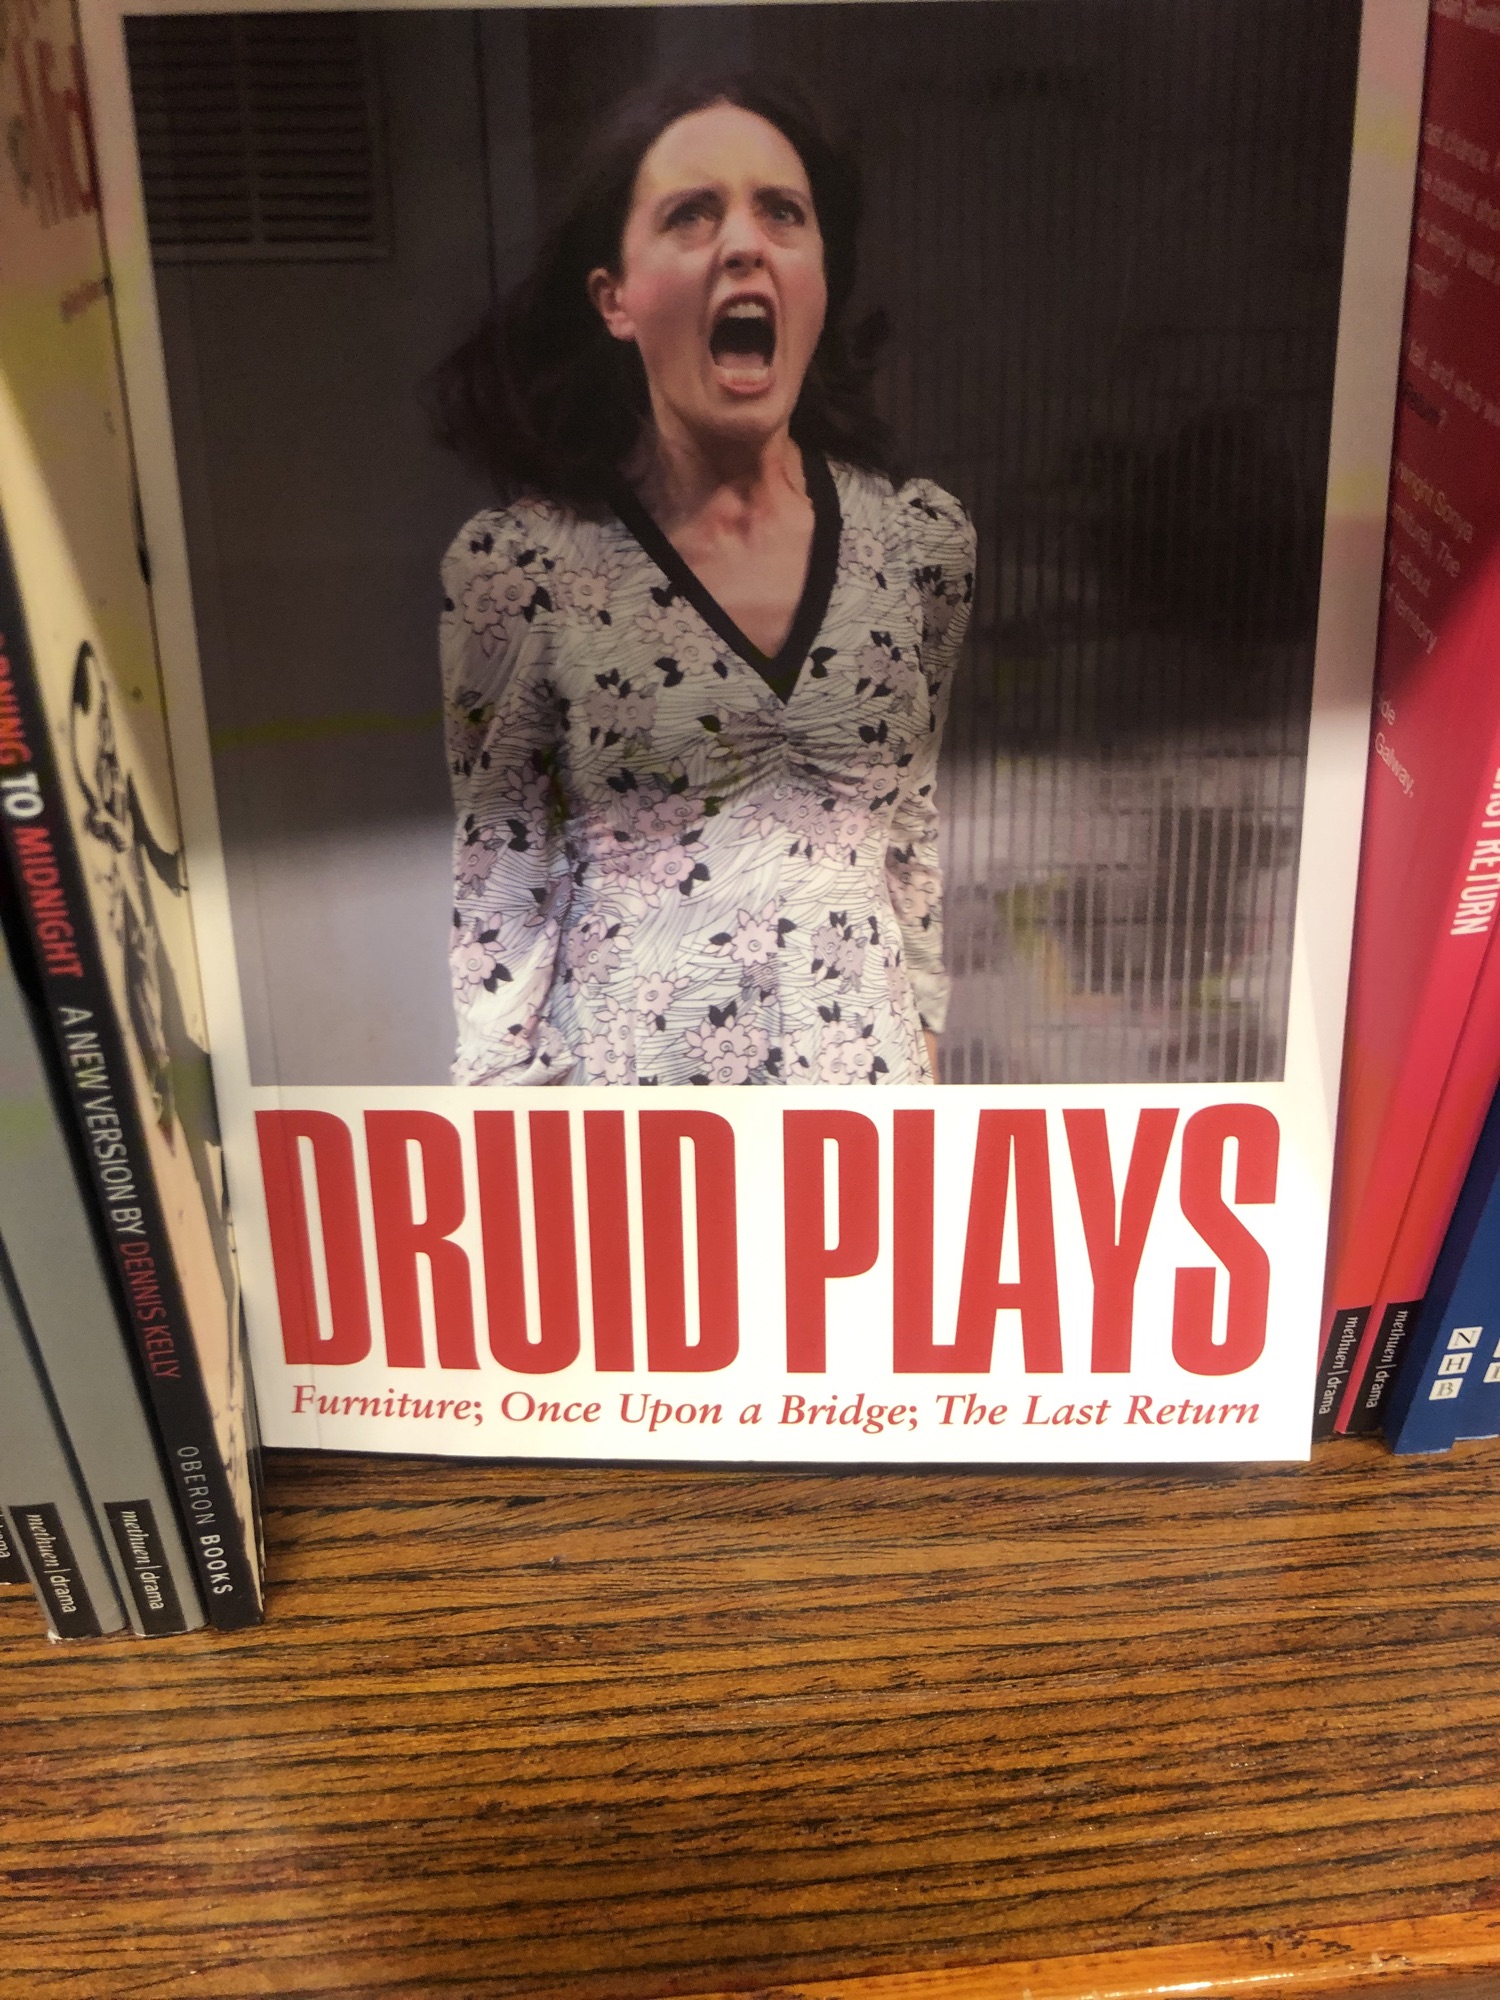 DRUID PLAYS
Furniture; Once Upon a Bridge; The Last Return
TO MIDNIGHT A NEW VERSION BY DENNIS KELLY
OBERON BOOKS
methuen | drama
methuen | drama
RETURN
Galway.
methuen | drama
methuen | drama
NHB